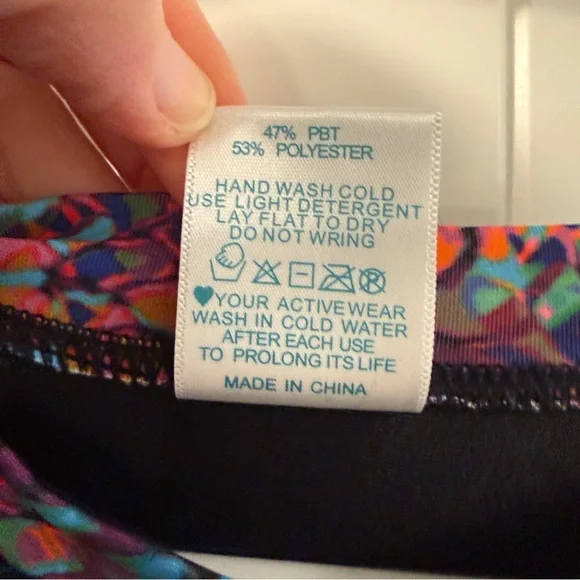 47% PBT
53% POLYESTER
HAND WASH COLD
USE LIGHT DETERGENT
LAY FLAT TO DRY
DO NOT WRING
♥YOUR ACTIVEWEAR
WASH IN COLD WATER
AFTER EACH USE
TO PROLONG ITS LIFE
MADE IN CHINA